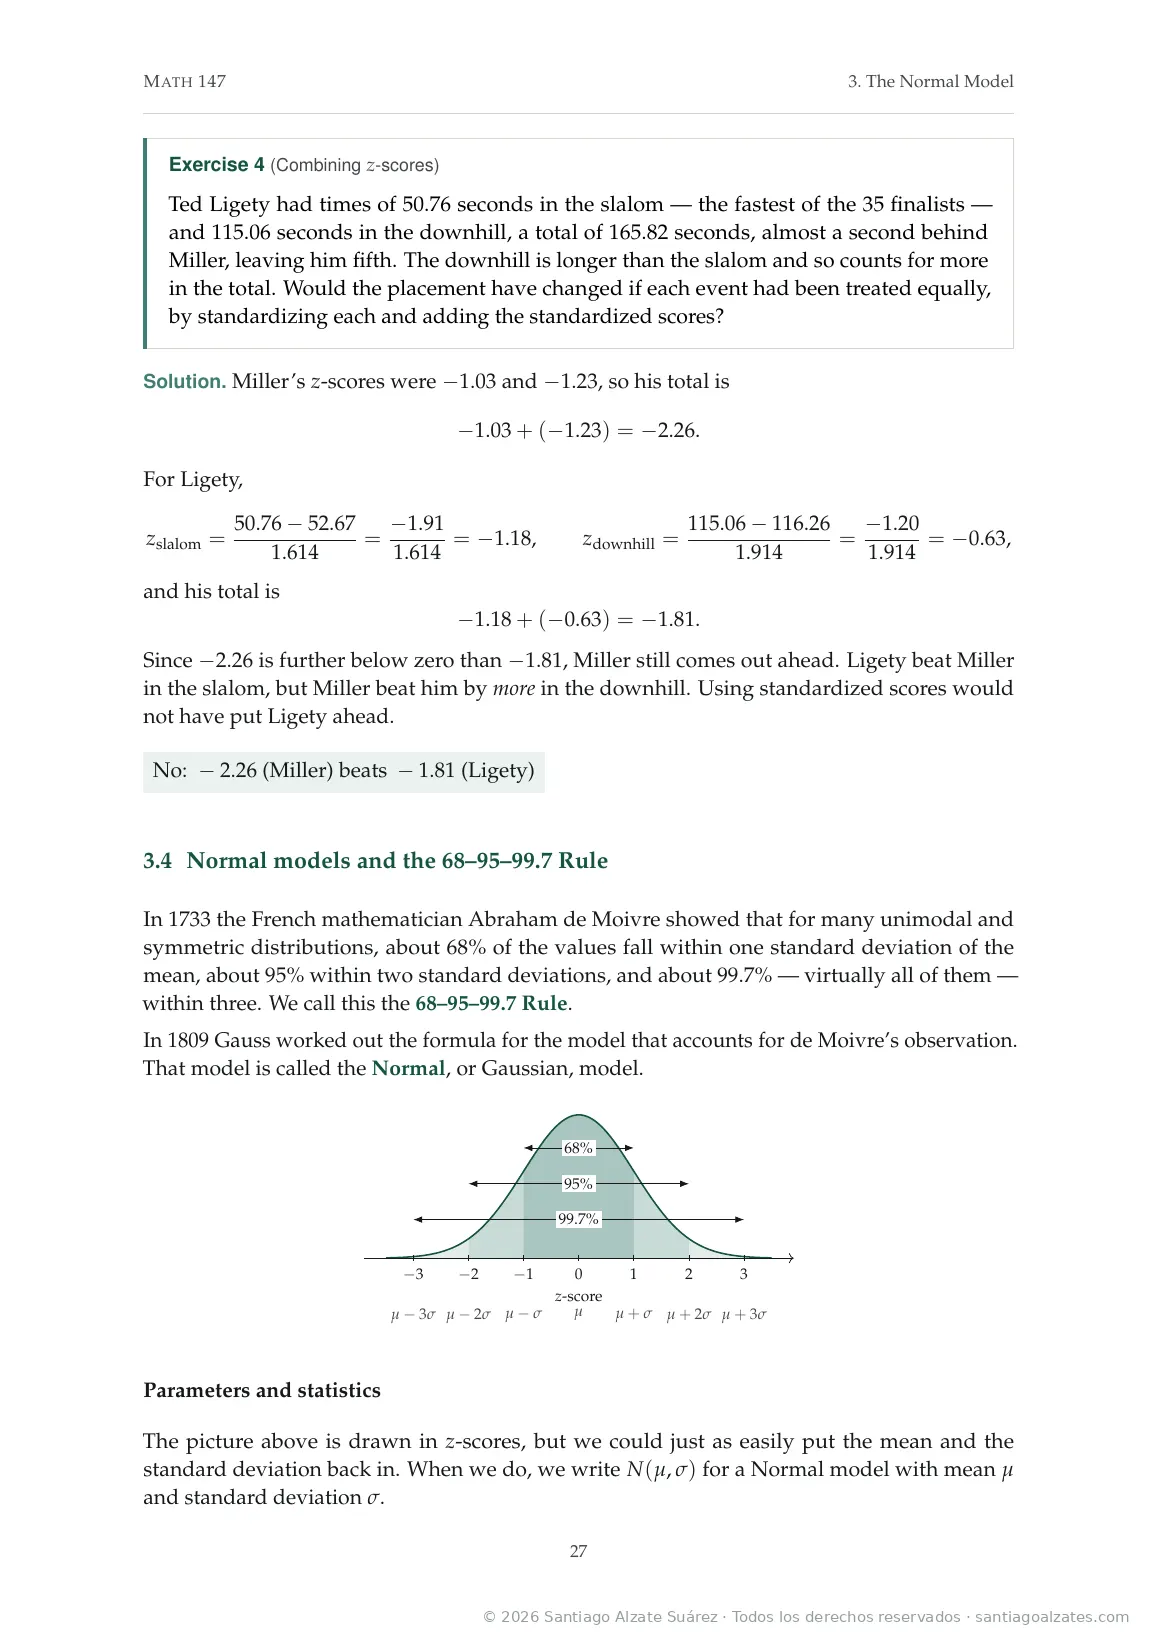 MATH 147
3. The Normal Model
Exercise 4 (Combining z-scores)
Ted Ligety had times of 50.76 seconds in the slalom — the fastest of the 35 finalists —
and 115.06 seconds in the downhill, a total of 165.82 seconds, almost a second behind
Miller, leaving him fifth. The downhill is longer than the slalom and so counts for more
in the total. Would the placement have changed if each event had been treated equally,
by standardizing each and adding the standardized scores?
Solution. Miller's z-scores were −1.03 and −1.23, so his total is
−1.03 + (−1.23) = −2.26.
For Ligety,
z_slalom = (50.76 − 52.67)/1.614 = −1.91/1.614 = −1.18, z_downhill = (115.06 − 116.26)/1.914 = −1.20/1.914 = −0.63,
and his total is
−1.18 + (−0.63) = −1.81.
Since −2.26 is further below zero than −1.81, Miller still comes out ahead. Ligety beat Miller
in the slalom, but Miller beat him by more in the downhill. Using standardized scores would
not have put Ligety ahead.
No: − 2.26 (Miller) beats − 1.81 (Ligety)
3.4 Normal models and the 68–95–99.7 Rule
In 1733 the French mathematician Abraham de Moivre showed that for many unimodal and
symmetric distributions, about 68% of the values fall within one standard deviation of the
mean, about 95% within two standard deviations, and about 99.7% — virtually all of them —
within three. We call this the 68–95–99.7 Rule.
In 1809 Gauss worked out the formula for the model that accounts for de Moivre's observation.
That model is called the Normal, or Gaussian, model.
68%
95%
99.7%
−3 −2 −1 0 1 2 3
z-score
μ − 3σ μ − 2σ μ − σ μ μ + σ μ + 2σ μ + 3σ
Parameters and statistics
The picture above is drawn in z-scores, but we could just as easily put the mean and the
standard deviation back in. When we do, we write N(μ, σ) for a Normal model with mean μ
and standard deviation σ.
27
© 2026 Santiago Alzate Suárez · Todos los derechos reservados · santiagoalzates.com